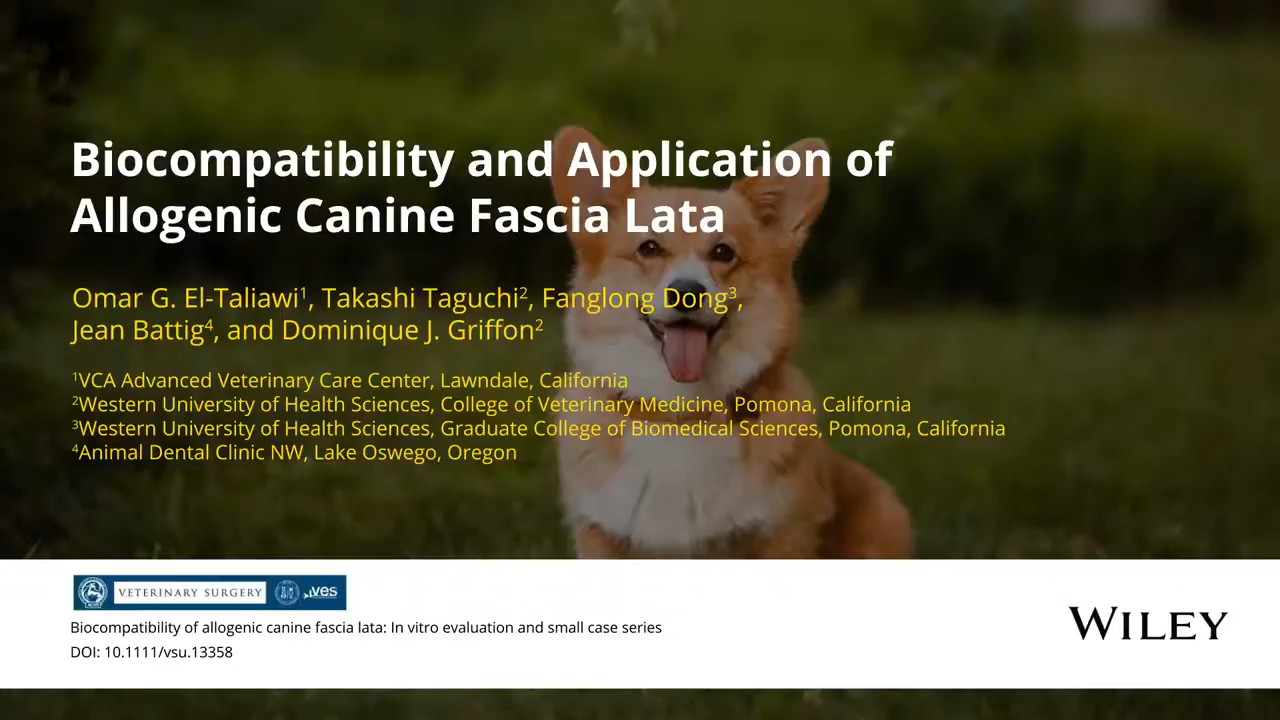 Biocompatibility and Application of
Allogenic Canine Fascia Lata
Omar G. El-Taliawi¹, Takashi Taguchi², Fanglong Dong³,
Jean Battig⁴, and Dominique J. Griffon²
¹VCA Advanced Veterinary Care Center, Lawndale, California
²Western University of Health Sciences, College of Veterinary Medicine, Pomona, California
³Western University of Health Sciences, Graduate College of Biomedical Sciences, Pomona, California
⁴Animal Dental Clinic NW, Lake Oswego, Oregon
VETERINARY SURGERY
VES
Biocompatibility of allogenic canine fascia lata: In vitro evaluation and small case series
DOI: 10.1111/vsu.13358
WILEY